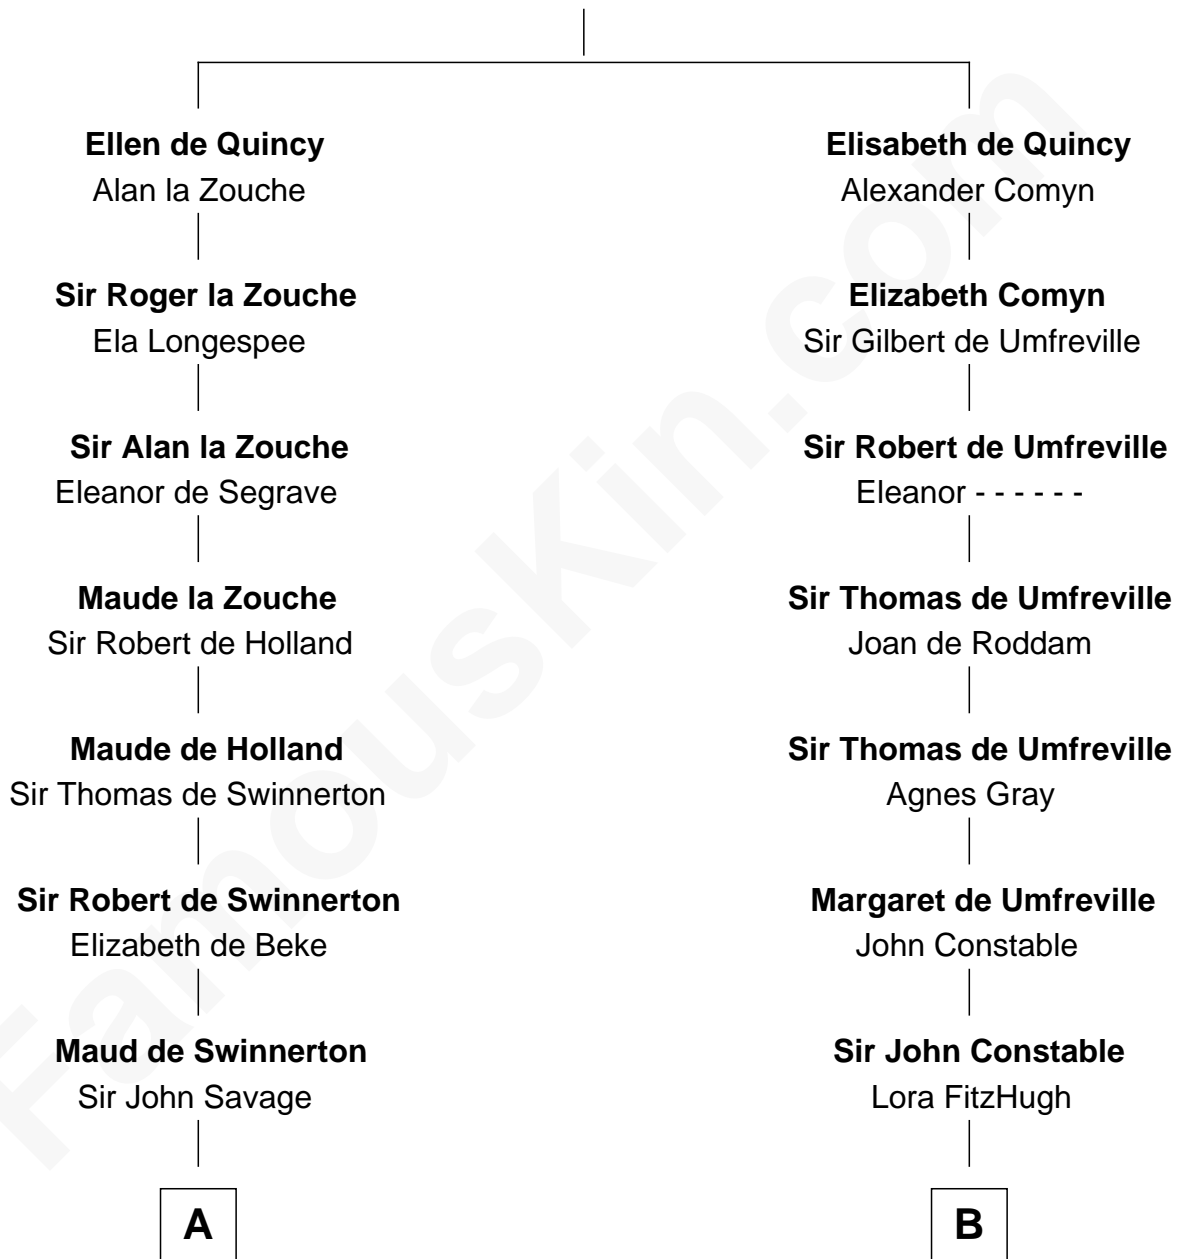 Ellen de Quincy
Alan la Zouche
Sir Roger la Zouche
Ela Longespee
Sir Alan la Zouche
Eleanor de Segrave
Maude la Zouche
Sir Robert de Holland
Maude de Holland
Sir Thomas de Swinnerton
Sir Robert de Swinnerton
Elizabeth de Beke
Maud de Swinnerton
Sir John Savage
A
Elisabeth de Quincy
Alexander Comyn
Elizabeth Comyn
Sir Gilbert de Umfreville
Sir Robert de Umfreville
Eleanor - - - - - -
Sir Thomas de Umfreville
Joan de Roddam
Sir Thomas de Umfreville
Agnes Gray
Margaret de Umfreville
John Constable
Sir John Constable
Lora FitzHugh
B
FamousKin.com